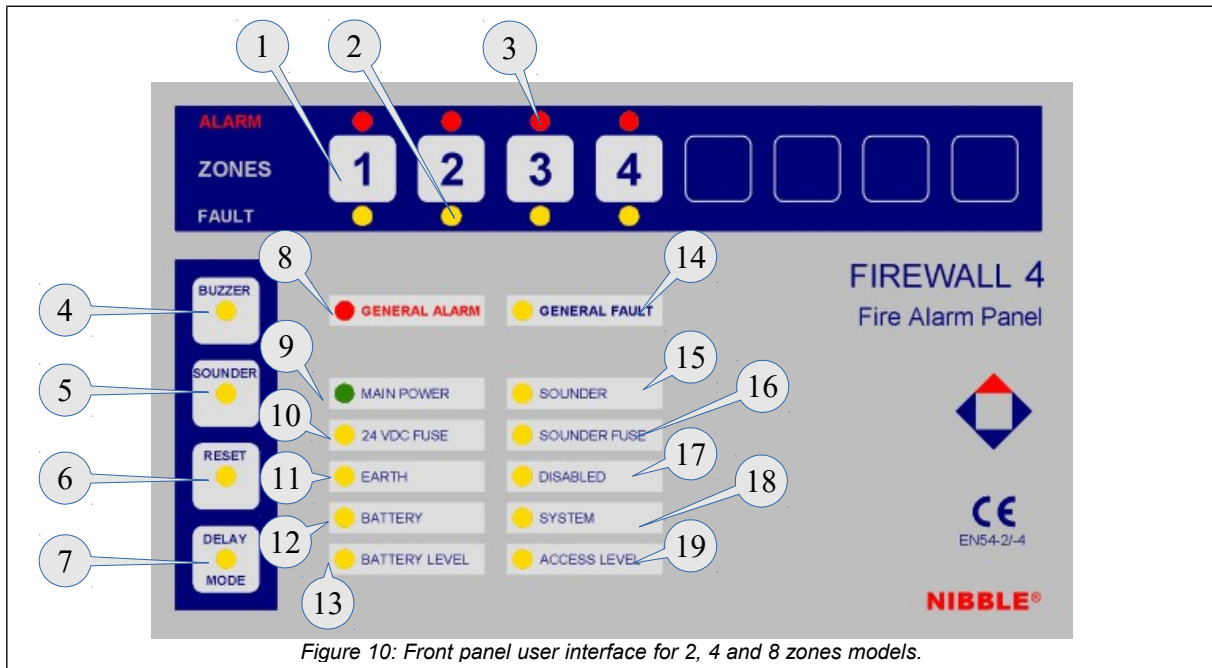 1
2
3
ALARM
ZONES
1 2 3 4
FAULT
8
14
4
BUZZER
GENERAL ALARM
GENERAL FAULT
FIREWALL 4
Fire Alarm Panel
9
15
5
SOUNDER
MAIN POWER
SOUNDER
16
10
24 VDC FUSE
SOUNDER FUSE
6
RESET
11
EARTH
DISABLED
17
18
12
BATTERY
SYSTEM
CE
EN54-2/-4
7
DELAY
MODE
BATTERY LEVEL
ACCESS LEVEL
19
13
NIBBLE®
Figure 10: Front panel user interface for 2, 4 and 8 zones models.